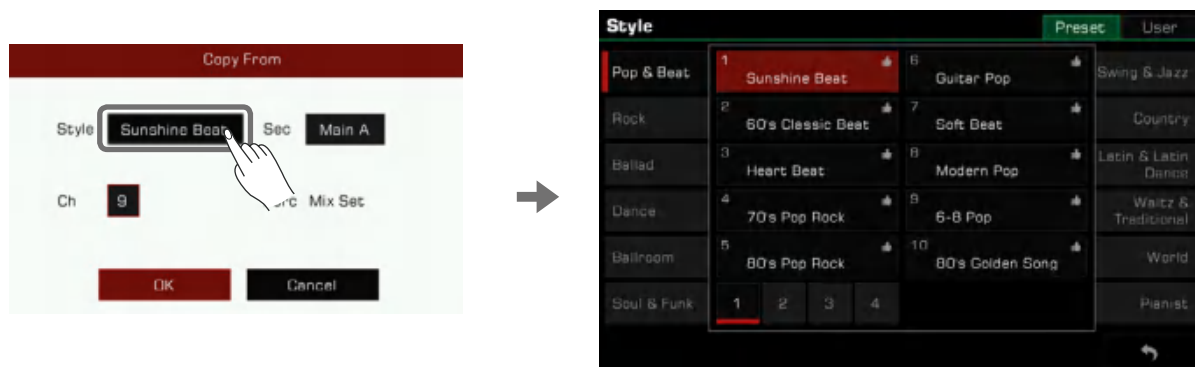 Copy From
Style Sunshine Beat Sec Main A
Ch 9 Mix Set
OK Cancel
Style Preset User
Pop & Beat
Rock
Ballad
Dance
Ballroom
Soul & Funk
1 Sunshine Beat
2 60's Classic Beat
3 Heart Beat
4 70's Pop Rock
5 80's Pop Rock
6 Guitar Pop
7 Soft Beat
8 Modern Pop
9 6-8 Pop
10 80's Golden Song
1 2 3 4
Swing & Jazz
Country
Latin & Latin
Dance
Waltz &
Traditional
World
Pianist